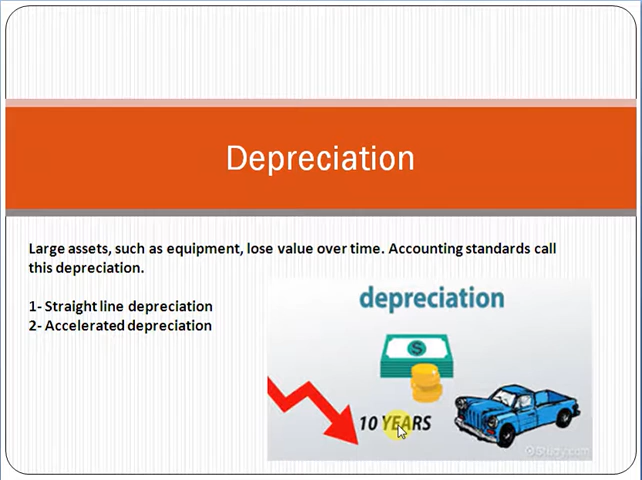 Depreciation
Large assets, such as equipment, lose value over time. Accounting standards call
this depreciation.
1- Straight line depreciation
2- Accelerated depreciation
depreciation
$
10 YEARS
Study.com